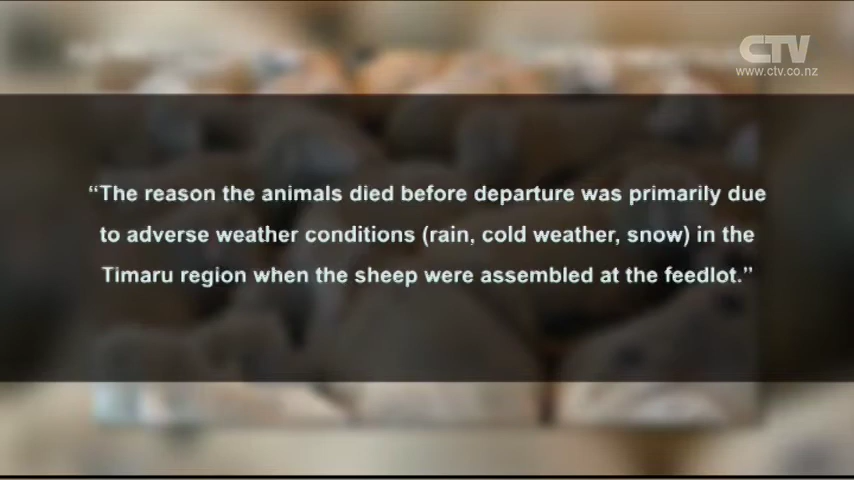 CTV
www.ctv.co.nz
“The reason the animals died before departure was primarily due
to adverse weather conditions (rain, cold weather, snow) in the
Timaru region when the sheep were assembled at the feedlot.”